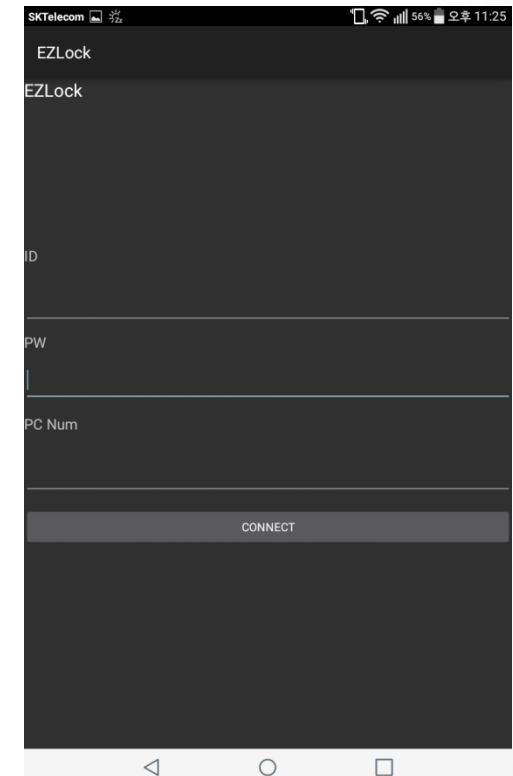 SKTelecom 56% 오후 11:25
EZLock
EZLock
ID
PW
PC Num
CONNECT